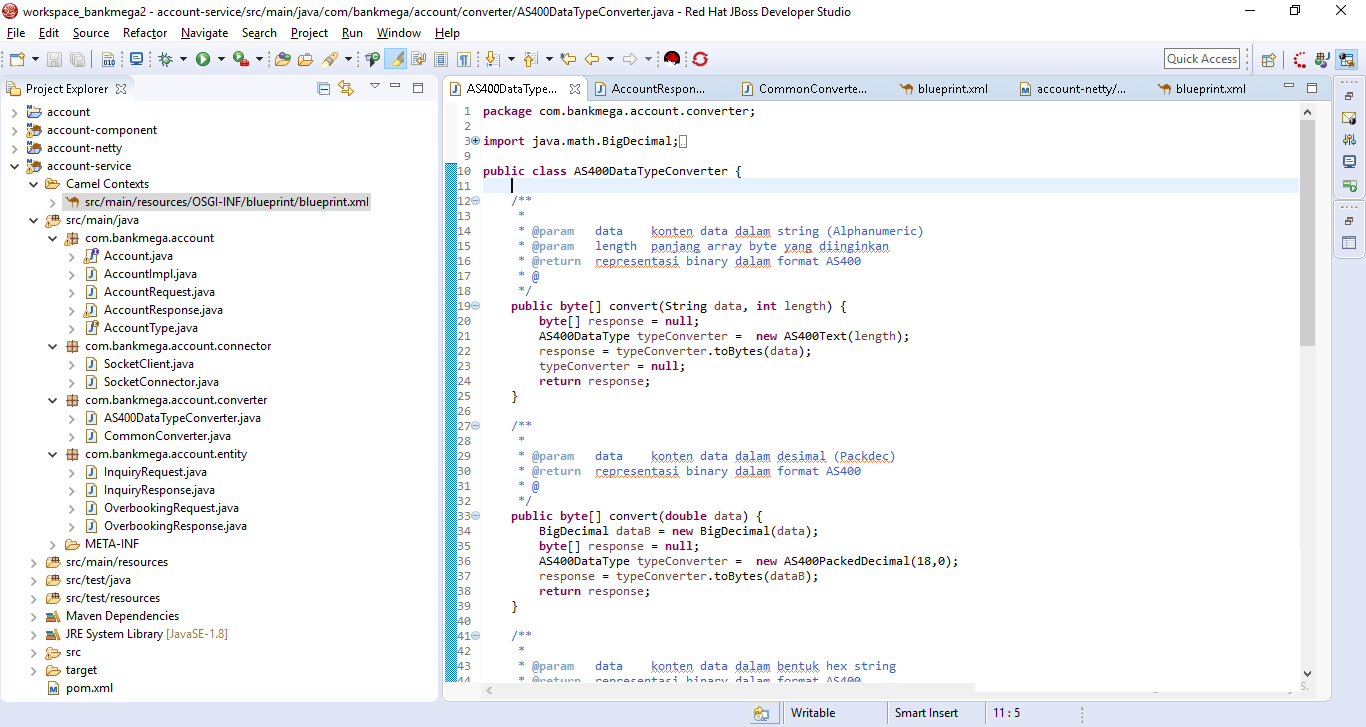 workspace_bankmega2 - account-service/src/main/java/com/bankmega/account/converter/AS400DataTypeConverter.java - Red Hat JBoss Developer Studio
File Edit Source Refactor Navigate Search Project Run Window Help
Quick Access
Project Explorer
account
account-component
account-netty
account-service
Camel Contexts
src/main/resources/OSGI-INF/blueprint/blueprint.xml
src/main/java
com.bankmega.account
Account.java
AccountImpl.java
AccountRequest.java
AccountResponse.java
AccountType.java
com.bankmega.account.connector
SocketClient.java
SocketConnector.java
com.bankmega.account.converter
AS400DataTypeConverter.java
CommonConverter.java
com.bankmega.account.entity
InquiryRequest.java
InquiryResponse.java
OverbookingRequest.java
OverbookingResponse.java
META-INF
src/main/resources
src/test/java
src/test/resources
Maven Dependencies
JRE System Library [JavaSE-1.8]
src
target
pom.xml
AS400DataType... AccountRespon... CommonConverte... blueprint.xml account-netty/... blueprint.xml
1 package com.bankmega.account.converter;
2
3 import java.math.BigDecimal;
9
10 public class AS400DataTypeConverter {
11
12 /**
13 *
14 * @param data konten data dalam string (Alphanumeric)
15 * @param length panjang array byte yang diinginkan
16 * @return representasi binary dalam format AS400
17 * @
18 */
19 public byte[] convert(String data, int length) {
20 byte[] response = null;
21 AS400DataType typeConverter = new AS400Text(length);
22 response = typeConverter.toBytes(data);
23 typeConverter = null;
24 return response;
25 }
26
27 /**
28 *
29 * @param data konten data dalam desimal (Packdec)
30 * @return representasi binary dalam format AS400
31 * @
32 */
33 public byte[] convert(double data) {
34 BigDecimal dataB = new BigDecimal(data);
35 byte[] response = null;
36 AS400DataType typeConverter = new AS400PackedDecimal(18,0);
37 response = typeConverter.toBytes(dataB);
38 return response;
39 }
40
41 /**
42 *
43 * @param data konten data dalam bentuk hex string
44 * @return representasi binary dalam format AS400
Writable Smart Insert 11 : 5